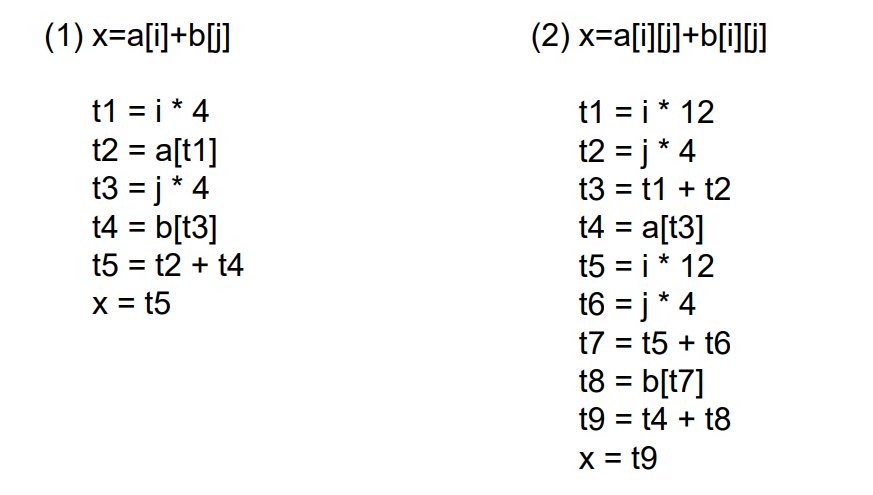 (1) x=a[i]+b[j]
t1 = i * 4
t2 = a[t1]
t3 = j * 4
t4 = b[t3]
t5 = t2 + t4
x = t5
(2) x=a[i][j]+b[i][j]
t1 = i * 12
t2 = j * 4
t3 = t1 + t2
t4 = a[t3]
t5 = i * 12
t6 = j * 4
t7 = t5 + t6
t8 = b[t7]
t9 = t4 + t8
x = t9